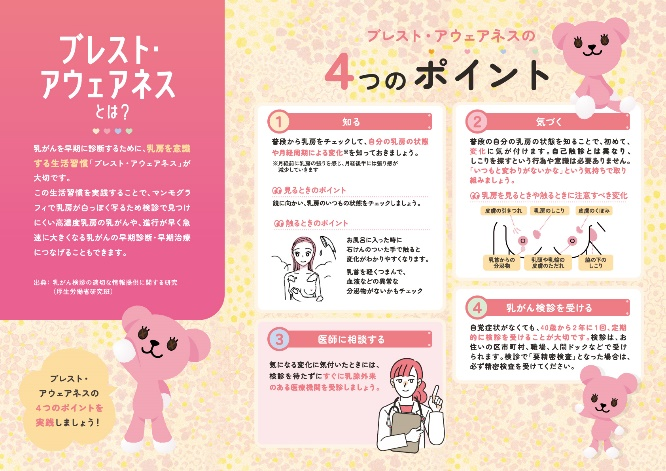 ブレスト・
アウェアネス
とは？
乳がんを早期に診断するために、乳房を意識
する生活習慣「ブレスト・アウェアネス」が
大切です。
この生活習慣を実践することで、マンモグラ
フィで乳房が白っぽく写るため検診で見つけ
にくい高濃度乳房の乳がんや、進行が早く急
速に大きくなる乳がんの早期診断・早期治療
につなげることもできます。
出典：乳がん検診の適切な情報提供に関する研究
（厚生労働省研究班）
ブレスト・
アウェアネスの
4つのポイントを
実践しましょう！
ブレスト・アウェアネスの
4つのポイント
1 知る
普段から乳房をチェックして、自分の乳房の状態
や月経周期による変化※を知っておきましょう。
※月経前に乳房の張りを感じ、月経後半には張り感が
減少していきます
見るときのポイント
鏡に向かい、乳房のいつもの状態をチェックしましょう。
触るときのポイント
お風呂に入った時に
石けんのついた手で触ると
変化がわかりやすくなります。
乳首を軽くつまんで、
血液などの異常な
分泌物がないかもチェック
2 気づく
普段の自分の乳房の状態を知ることで、初めて、
変化に気が付けます。自己触診とは異なり、
しこりを探すという行為や意識は必要ありません。
「いつもと変わりがないかな」という気持ちで取り
組みましょう。
乳房を見るときや触るときに注意すべき変化
皮膚の引きつれ 乳房のしこり 皮膚のくぼみ
乳首からの
分泌物
乳頭や乳輪の
皮膚のただれ
脇の下の
しこり
3 医師に相談する
気になる変化に気付いたときには、
検診を待たずにすぐに乳腺外来
のある医療機関を受診しましょう。
4 乳がん検診を受ける
自覚症状がなくても、40歳から2年に1回、定期
的に検診を受けることが大切です。検診は、お
住いの区市町村、職場、人間ドックなどで受け
られます。検診で「要精密検査」となった場合は、
必ず精密検査を受けてください。